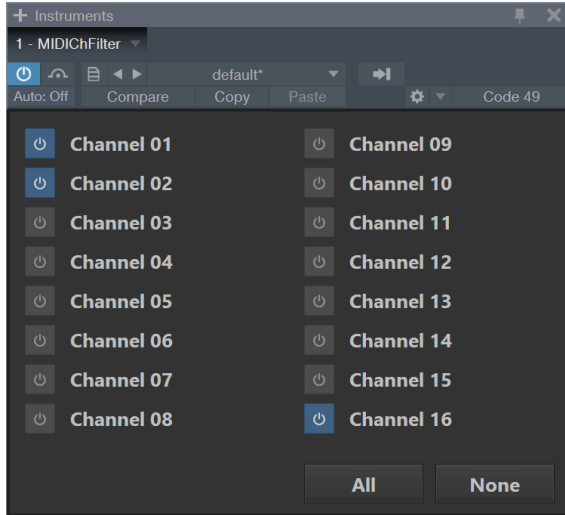 Instruments
1 - MIDIChFilter
default*
Auto: Off Compare Copy Paste Code 49
Channel 01 Channel 09
Channel 02 Channel 10
Channel 03 Channel 11
Channel 04 Channel 12
Channel 05 Channel 13
Channel 06 Channel 14
Channel 07 Channel 15
Channel 08 Channel 16
All None